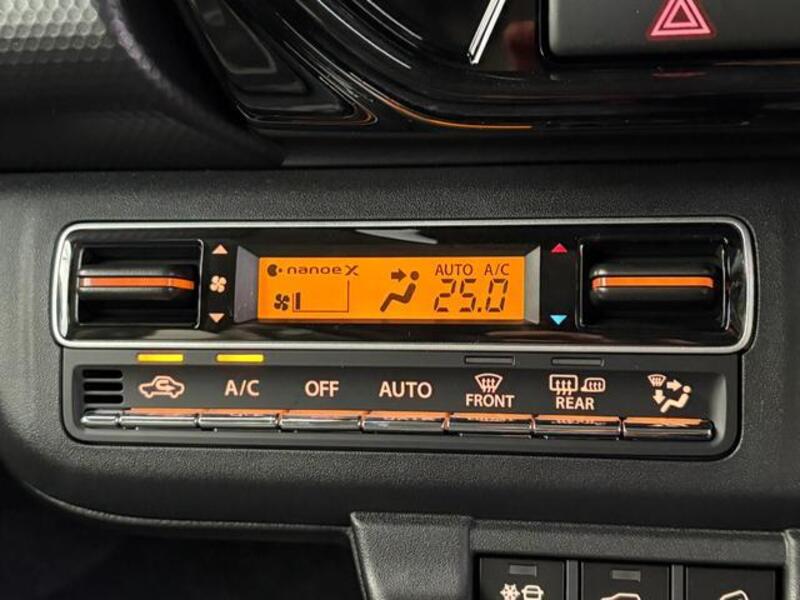 nanoe X
AUTO A/C
25.0
A/C
OFF
AUTO
FRONT
REAR